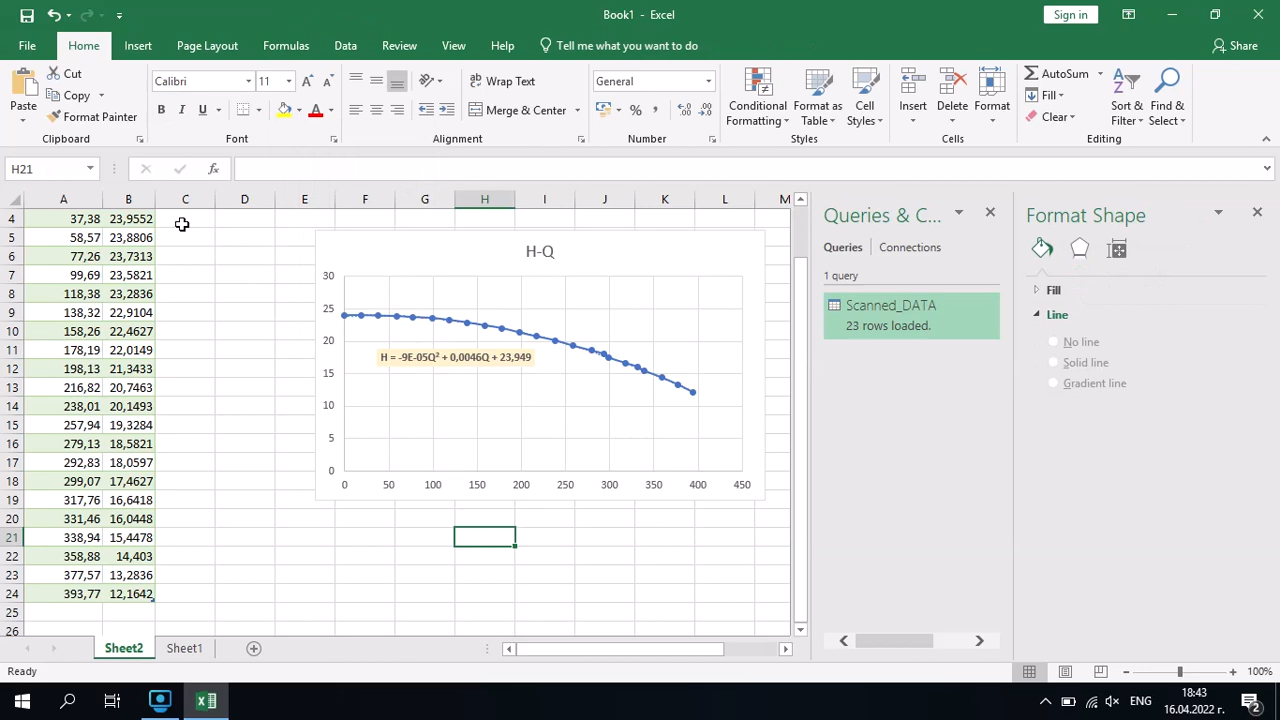 Book1 - Excel
Sign in
File
Home
Insert
Page Layout
Formulas
Data
Review
View
Help
Tell me what you want to do
Share
Paste
Cut
Copy
Format Painter
Clipboard
Calibri
11
B I U
Font
Wrap Text
Merge & Center
Alignment
General
Number
Conditional Formatting
Format as Table
Cell Styles
Styles
Insert
Delete
Format
Cells
AutoSum
Fill
Clear
Sort & Filter
Find & Select
Editing
H21
fx
A B C D E F G H I J K L M
4 37,38 23,9552
5 58,57 23,8806
6 77,26 23,7313
7 99,69 23,5821
8 118,38 23,2836
9 138,32 22,9104
10 158,26 22,4627
11 178,19 22,0149
12 198,13 21,3433
13 216,82 20,7463
14 238,01 20,1493
15 257,94 19,3284
16 279,13 18,5821
17 292,83 18,0597
18 299,07 17,4627
19 317,76 16,6418
20 331,46 16,0448
21 338,94 15,4478
22 358,88 14,403
23 377,57 13,2836
24 393,77 12,1642
25
26
H-Q
30
25
20
15
10
5
0
H = -9E-05Q² + 0,0046Q + 23,949
0 50 100 150 200 250 300 350 400 450
Queries & C...
Queries
Connections
1 query
Scanned_DATA
23 rows loaded.
Format Shape
Fill
Line
No line
Solid line
Gradient line
Sheet2
Sheet1
Ready
100%
ENG
18:43
16.04.2022 г.
2